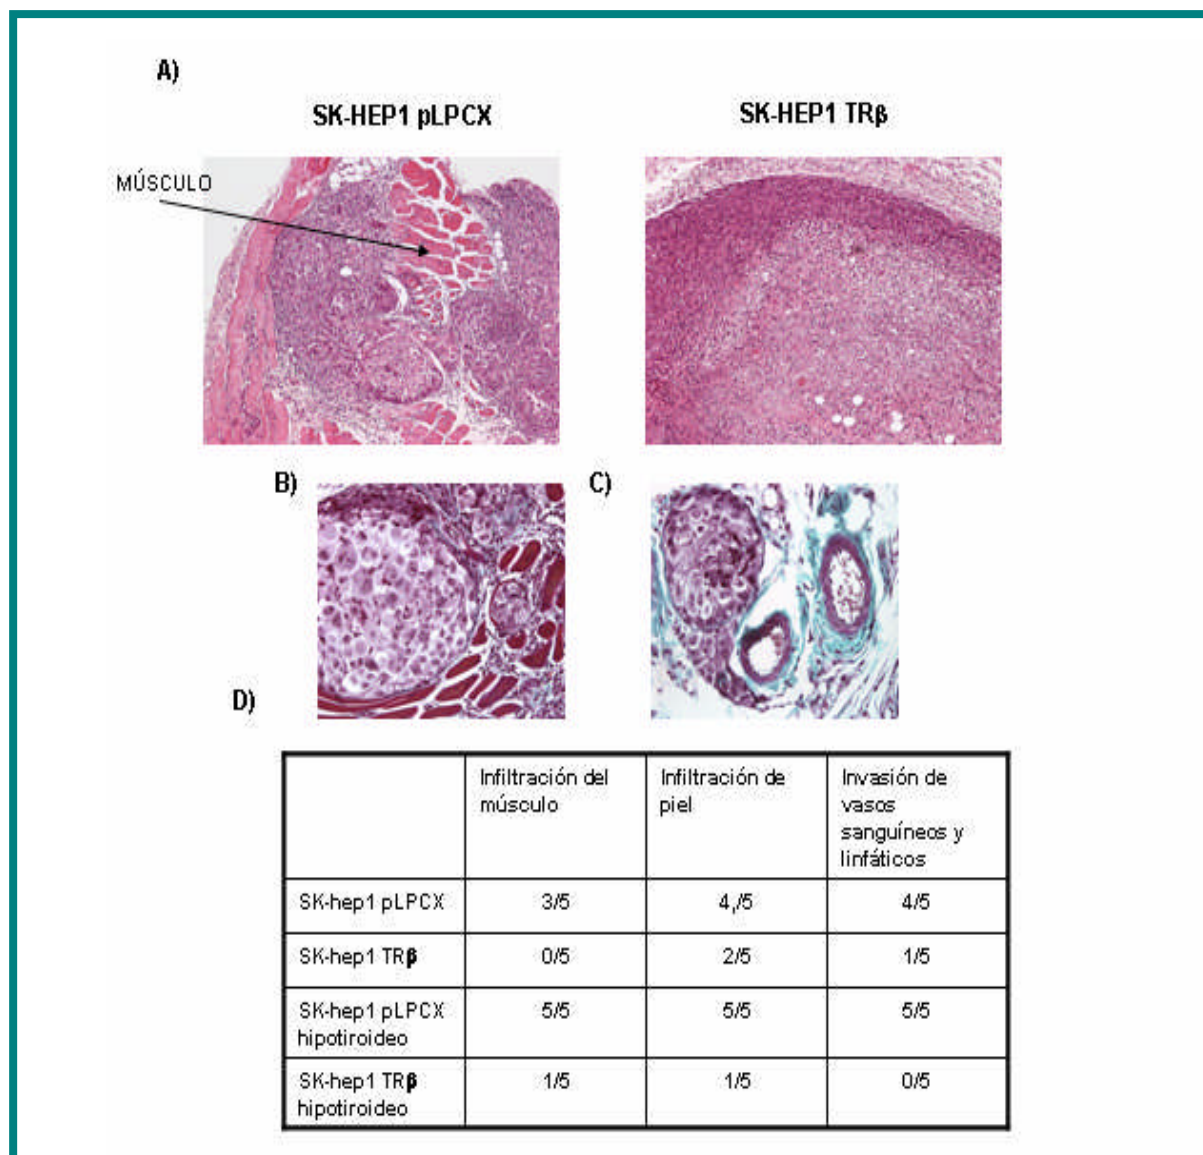 A)
SK-HEP1 pLPCX
SK-HEP1 TRβ
MÚSCULO
B)
C)
D)
Infiltración del
músculo
Infiltración de
piel
Invasión de
vasos
sanguíneos y
linfáticos
SK-hep1 pLPCX
3/5
4,/5
4/5
SK-hep1 TRβ
0/5
2/5
1/5
SK-hep1 pLPCX
hipotiroideo
5/5
5/5
5/5
SK-hep1 TRβ
hipotiroideo
1/5
1/5
0/5